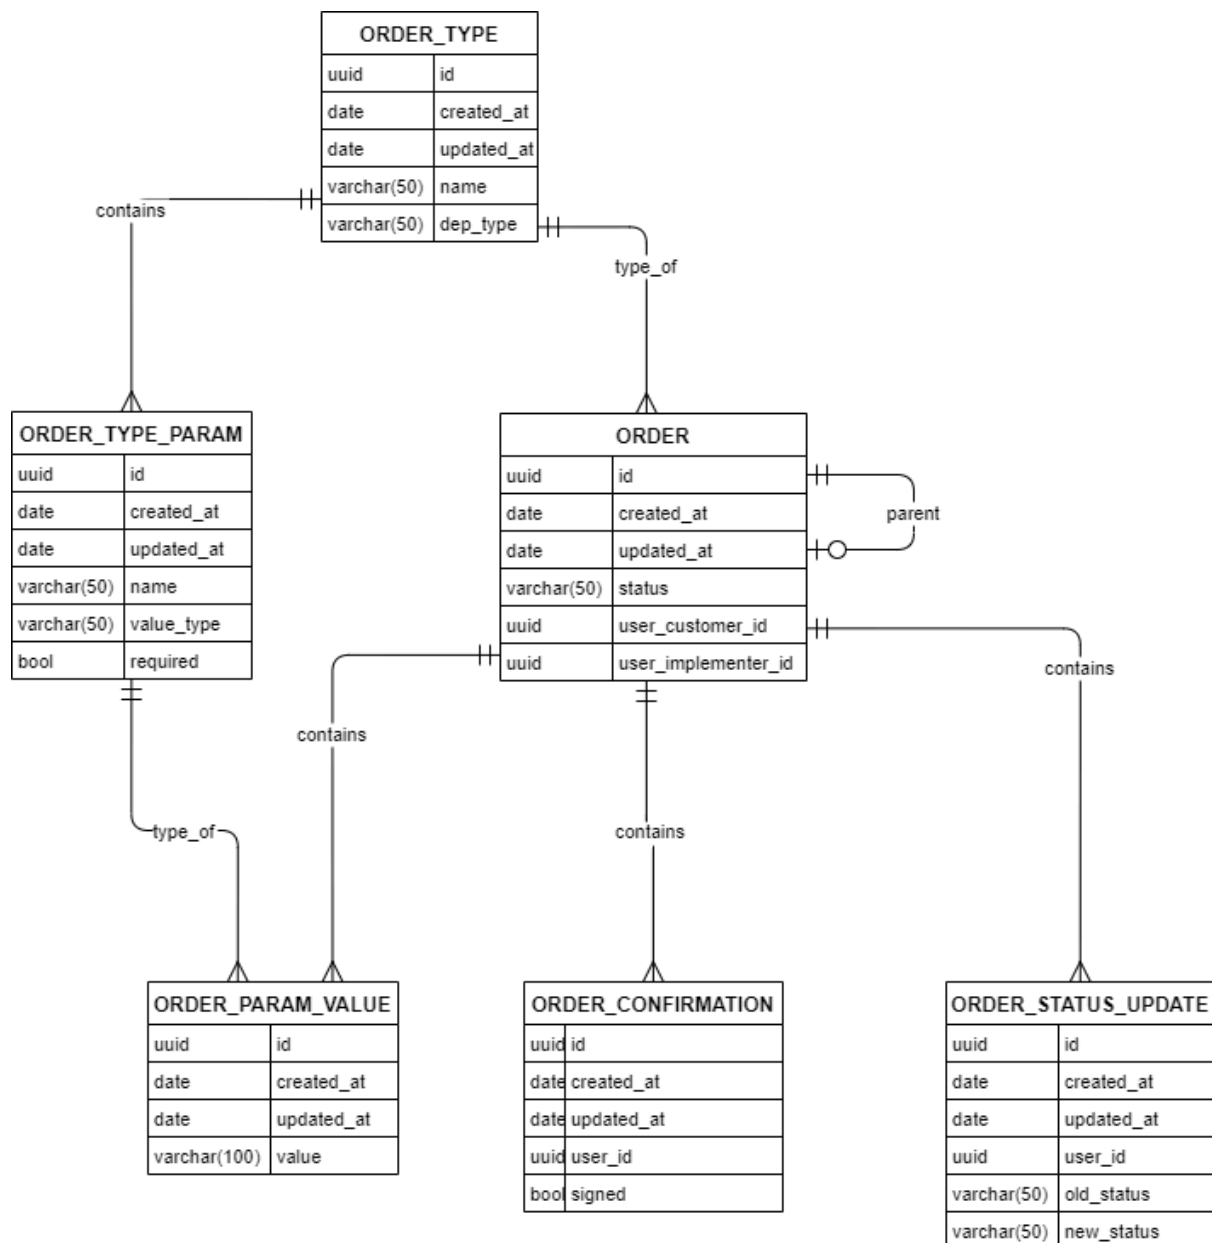 ORDER_TYPE
uuid id
date created_at
date updated_at
varchar(50) name
varchar(50) dep_type
contains
type_of
ORDER_TYPE_PARAM
uuid id
date created_at
date updated_at
varchar(50) name
varchar(50) value_type
bool required
ORDER
uuid id
date created_at
date updated_at
varchar(50) status
uuid user_customer_id
uuid user_implementer_id
parent
contains
contains
type_of
contains
ORDER_PARAM_VALUE
uuid id
date created_at
date updated_at
varchar(100) value
ORDER_CONFIRMATION
uuid id
date created_at
date updated_at
uuid user_id
bool signed
ORDER_STATUS_UPDATE
uuid id
date created_at
date updated_at
uuid user_id
varchar(50) old_status
varchar(50) new_status